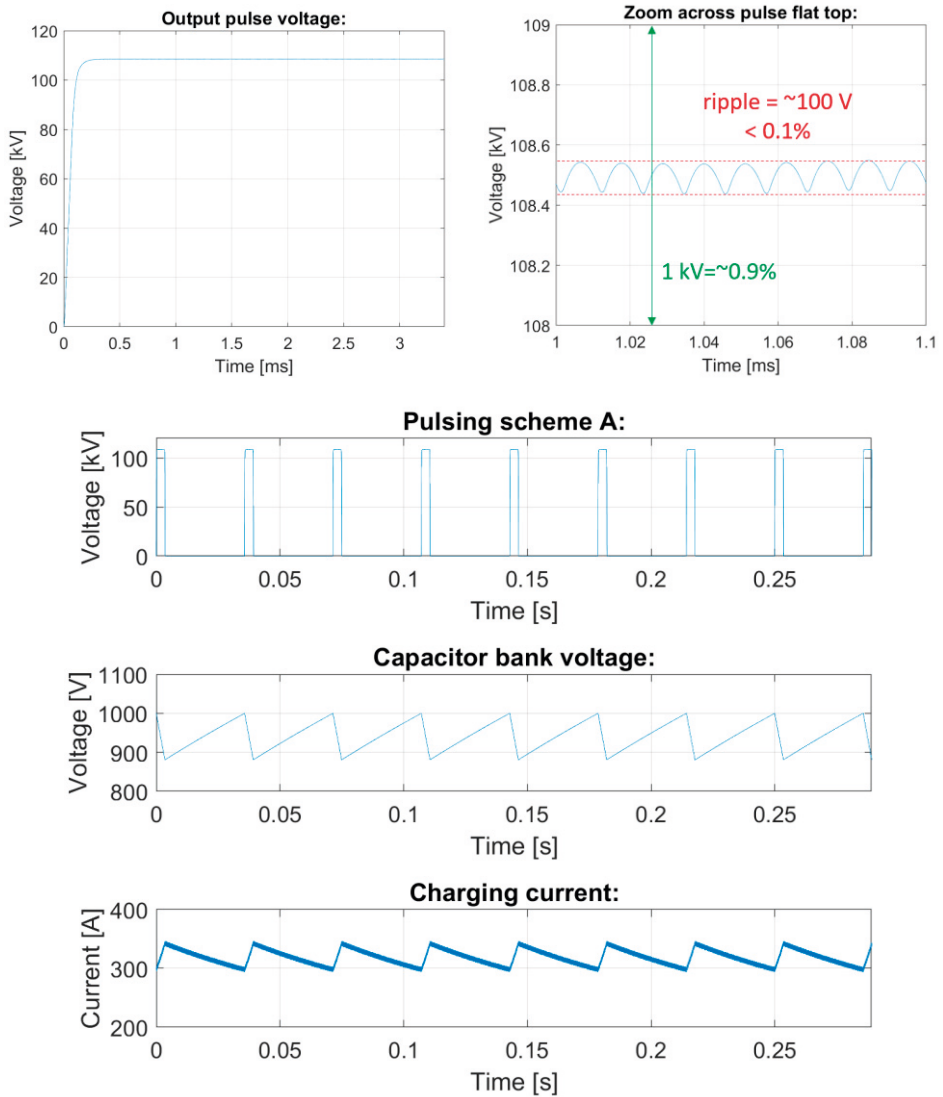 Output pulse voltage:
120
100
80
60
40
20
0
Voltage [kV]
0 0.5 1 1.5 2 2.5 3
Time [ms]
Zoom across pulse flat top:
109
108.8
108.6
108.4
108.2
108
Voltage [kV]
ripple = ~100 V
< 0.1%
1 kV=~0.9%
1 1.02 1.04 1.06 1.08 1.1
Time [ms]
Pulsing scheme A:
100
50
0
Voltage [kV]
0 0.05 0.1 0.15 0.2 0.25
Time [s]
Capacitor bank voltage:
1100
1000
900
800
Voltage [V]
0 0.05 0.1 0.15 0.2 0.25
Time [s]
Charging current:
400
300
200
Current [A]
0 0.05 0.1 0.15 0.2 0.25
Time [s]